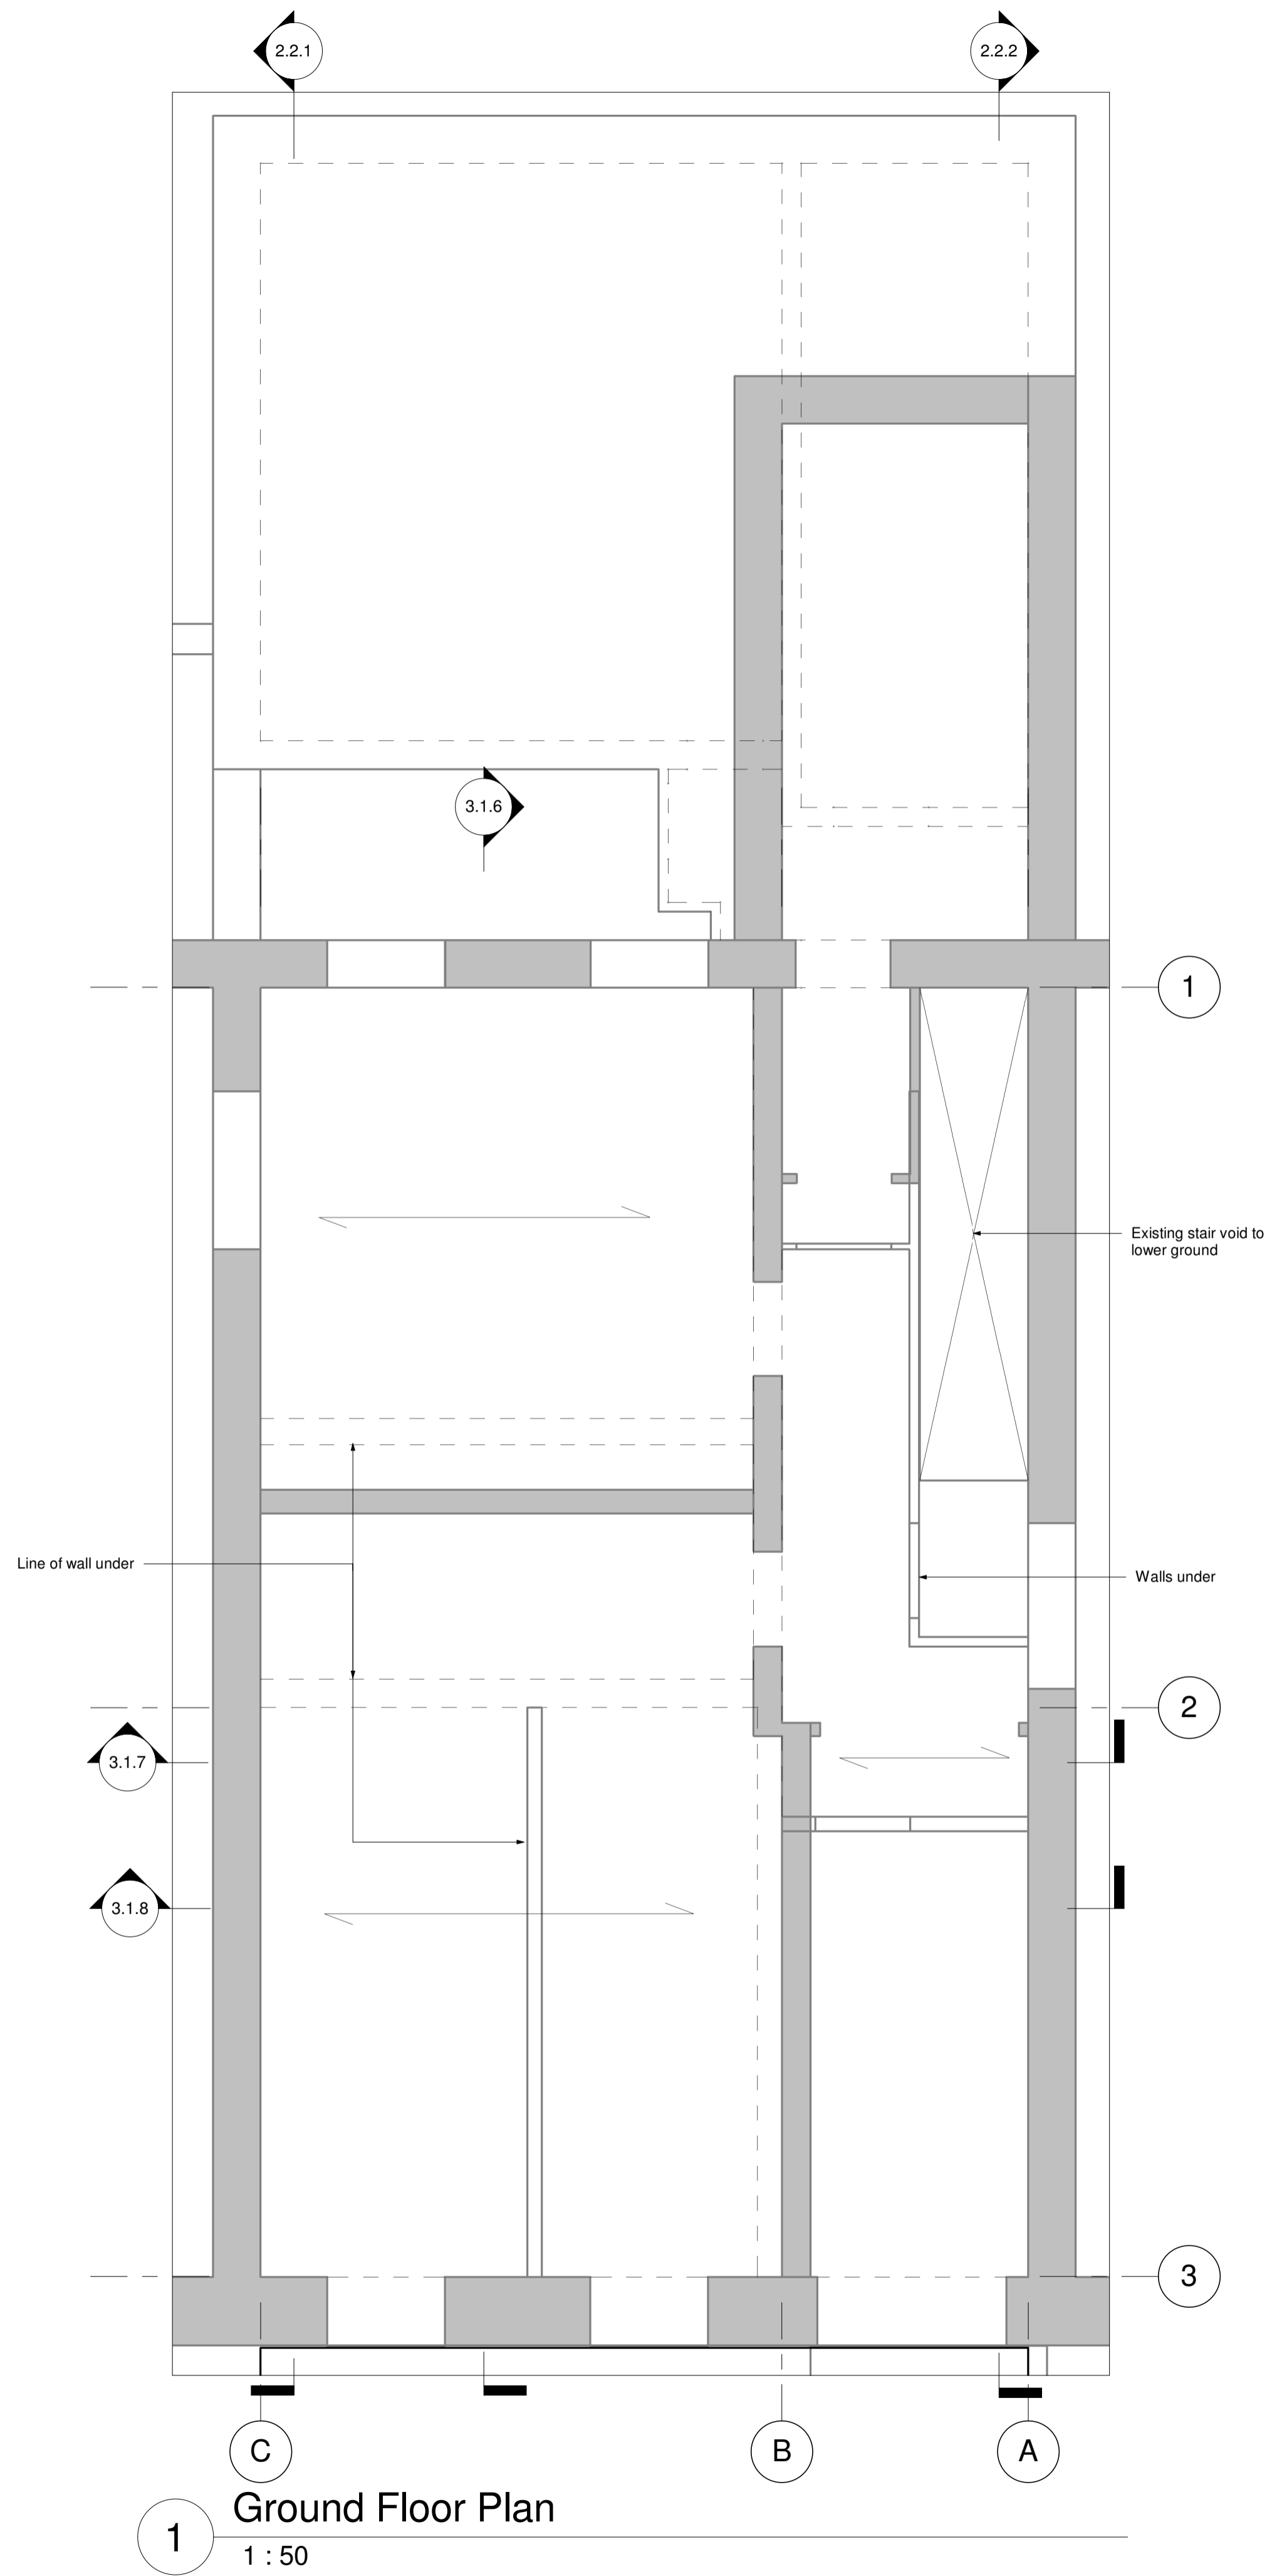 2.2.1
2.2.2
3.1.6
1
Existing stair void to
lower ground
Line of wall under
Walls under
2
3.1.7
3.1.8
3
C
B
A
Ground Floor Plan
1
1 : 50